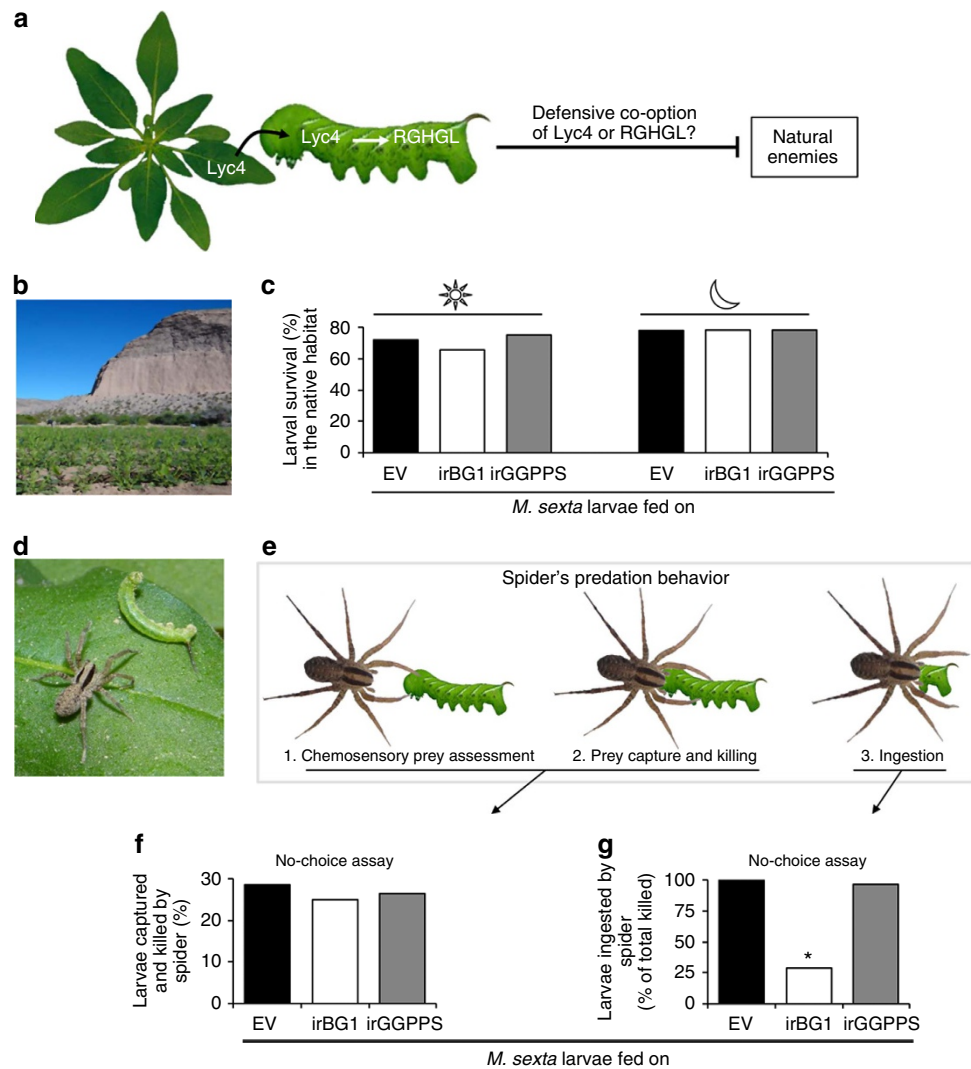 a
Lyc4
Lyc4
RGHGL
Defensive co-option
of Lyc4 or RGHGL?
Natural
enemies
b
c
Larval survival (%)
in the native habitat
80
60
40
20
0
EV
irBG1
irGGPPS
EV
irBG1
irGGPPS
M. sexta larvae fed on
d
e
Spider's predation behavior
1. Chemosensory prey assessment
2. Prey capture and killing
3. Ingestion
f
No-choice assay
Larvae captured
and killed by
spider (%)
30
20
10
0
EV
irBG1
irGGPPS
g
No-choice assay
Larvae ingested by
spider
(% of total killed)
100
75
50
25
0
*
EV
irBG1
irGGPPS
M. sexta larvae fed on